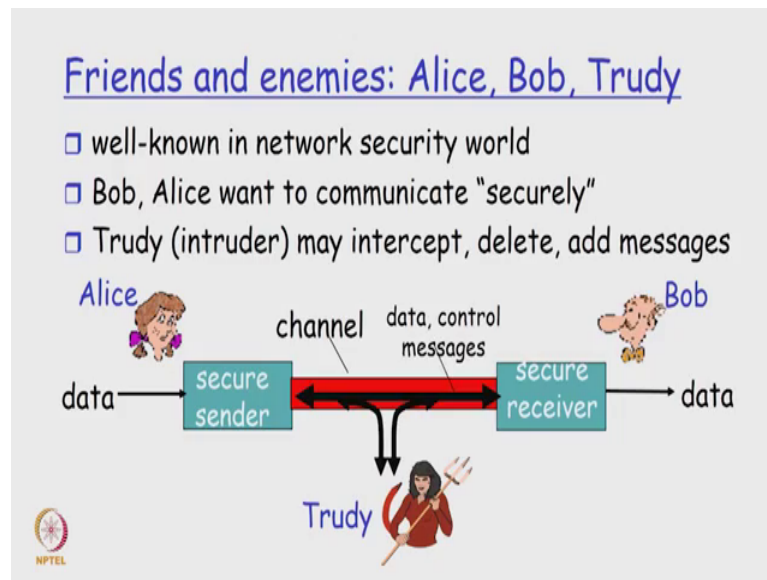 Friends and enemies: Alice, Bob, Trudy
well-known in network security world
Bob, Alice want to communicate “securely”
Trudy (intruder) may intercept, delete, add messages
Alice
Bob
channel
data, control
messages
data
secure
sender
secure
receiver
data
Trudy
NPTEL